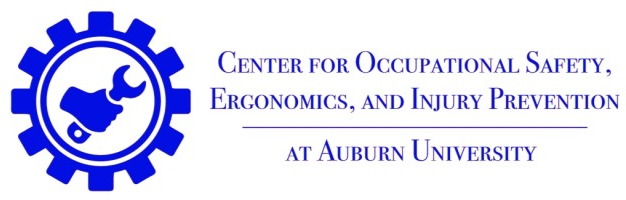 Center for Occupational Safety,
Ergonomics, and Injury Prevention
at Auburn University